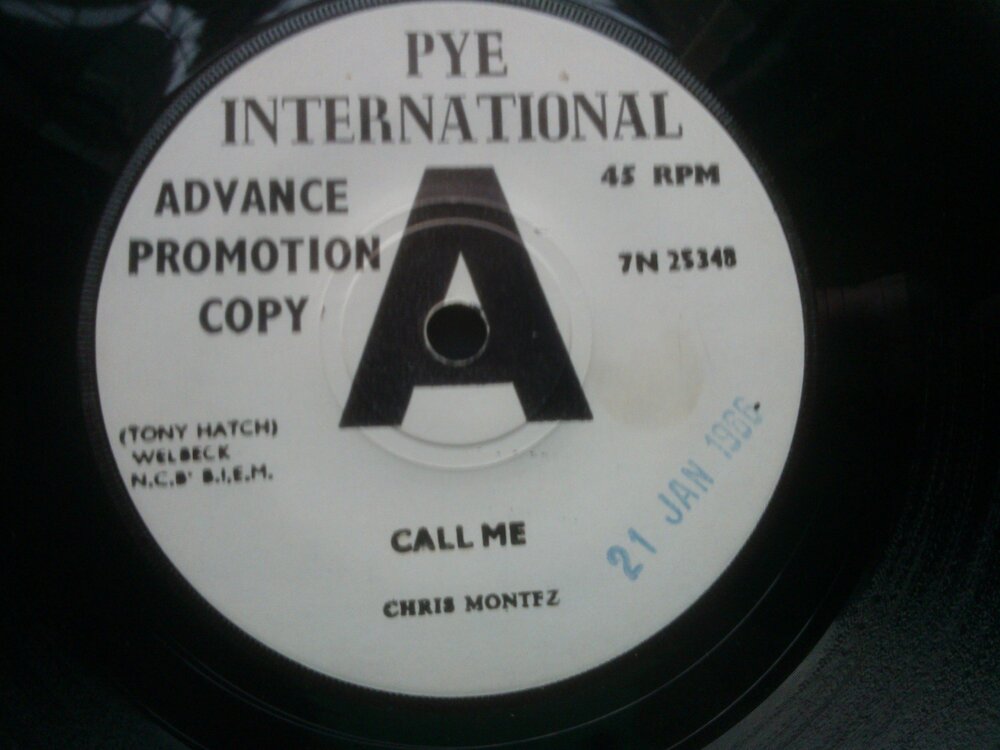 PYE
INTERNATIONAL
ADVANCE
PROMOTION
COPY
A
45 RPM
7N 25348
(TONY HATCH)
WELBECK
N.C.B' B.I.E.M.
21 JAN 1966
CALL ME
CHRIS MONTEZ